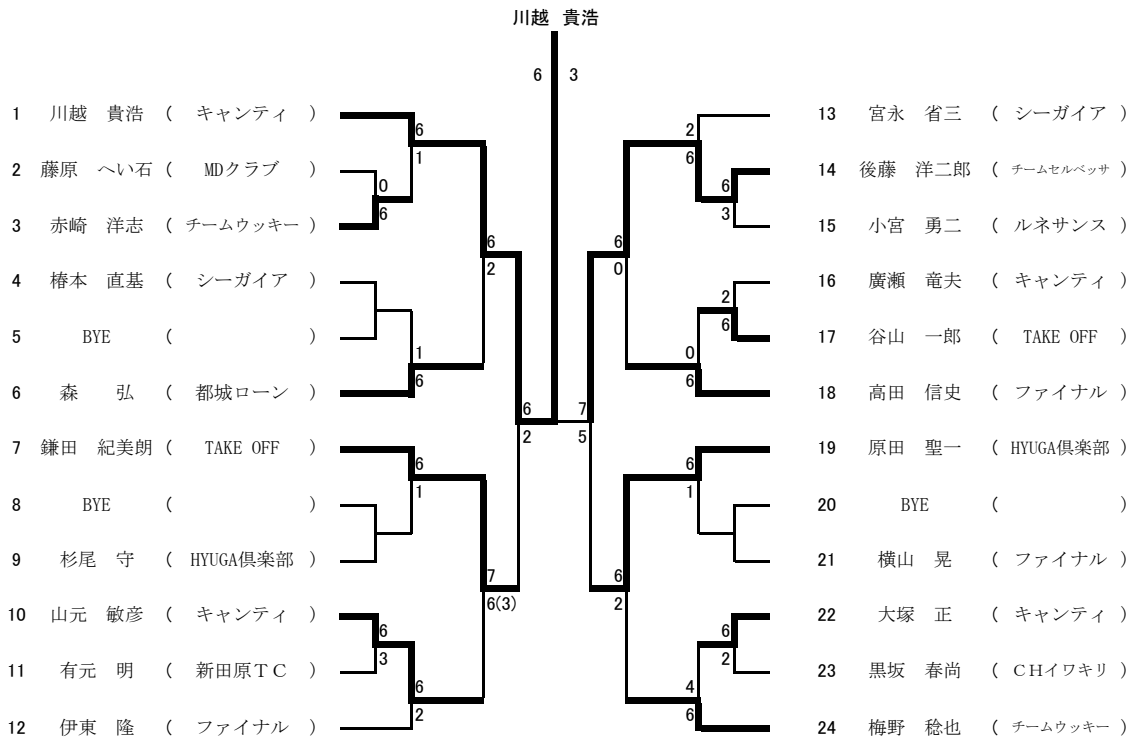 川越 貴浩
6 3
1 川越 貴浩 ( キャンティ )
6
1
2 藤原 へい石 ( MDクラブ )
0
6
3 赤崎 洋志 ( チームウッキー )
6
2
4 椿本 直基 ( シーガイア )
5 BYE ( )
1
6
6 森 弘 ( 都城ローン )
6
2
7 鎌田 紀美朗 ( TAKE OFF )
6
1
8 BYE ( )
9 杉尾 守 ( HYUGA倶楽部 )
7
6(3)
10 山元 敏彦 ( キャンティ )
6
3
11 有元 明 ( 新田原TC )
6
2
12 伊東 隆 ( ファイナル )
13 宮永 省三 ( シーガイア )
2
6
14 後藤 洋二郎 ( チームセルベッサ )
6
3
15 小宮 勇二 ( ルネサンス )
6
0
16 廣瀬 竜夫 ( キャンティ )
2
6
17 谷山 一郎 ( TAKE OFF )
0
6
18 高田 信史 ( ファイナル )
7
5
19 原田 聖一 ( HYUGA倶楽部 )
6
1
20 BYE ( )
21 横山 晃 ( ファイナル )
6
2
22 大塚 正 ( キャンティ )
6
2
23 黒坂 春尚 ( CHイワキリ )
4
6
24 梅野 稔也 ( チームウッキー )